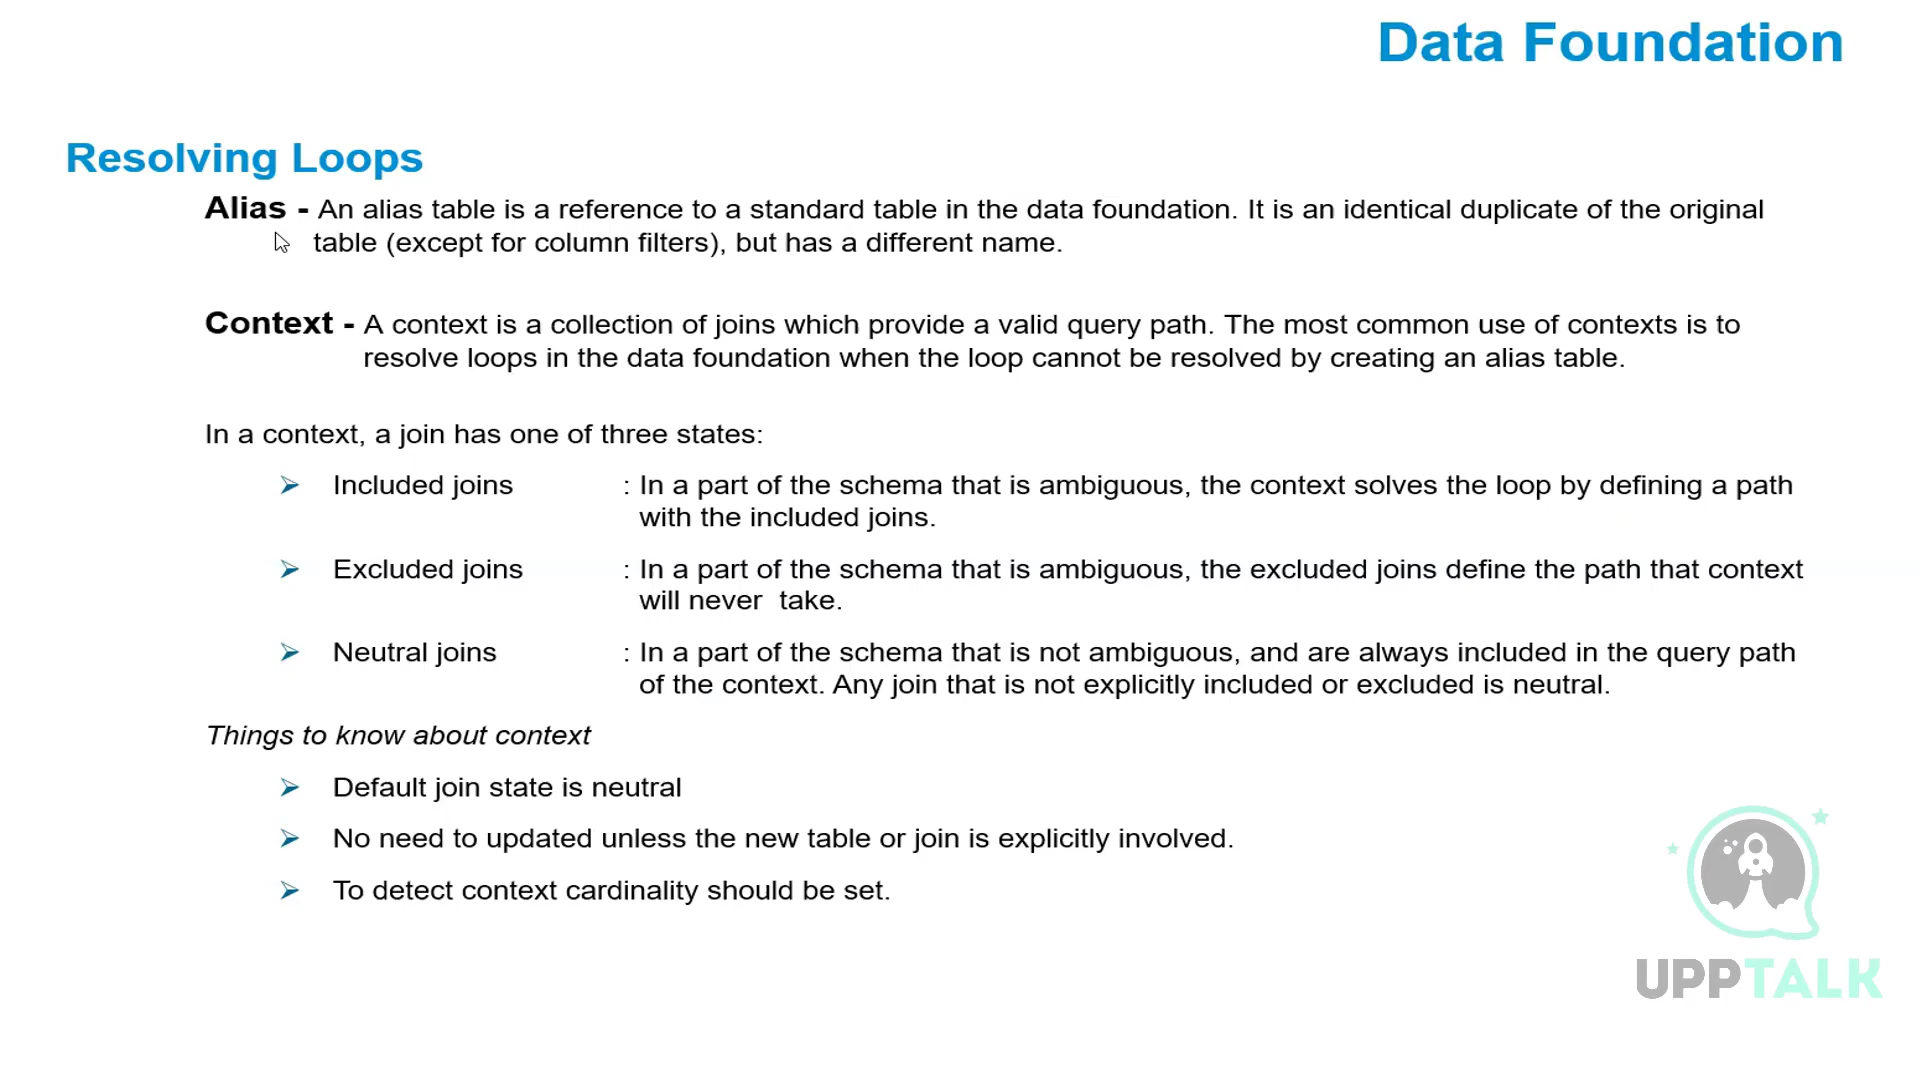 Data Foundation
Resolving Loops
Alias - An alias table is a reference to a standard table in the data foundation. It is an identical duplicate of the original
table (except for column filters), but has a different name.
Context - A context is a collection of joins which provide a valid query path. The most common use of contexts is to
resolve loops in the data foundation when the loop cannot be resolved by creating an alias table.
In a context, a join has one of three states:
Included joins : In a part of the schema that is ambiguous, the context solves the loop by defining a path
with the included joins.
Excluded joins : In a part of the schema that is ambiguous, the excluded joins define the path that context
will never take.
Neutral joins : In a part of the schema that is not ambiguous, and are always included in the query path
of the context. Any join that is not explicitly included or excluded is neutral.
Things to know about context
Default join state is neutral
No need to updated unless the new table or join is explicitly involved.
To detect context cardinality should be set.
UPPTALK